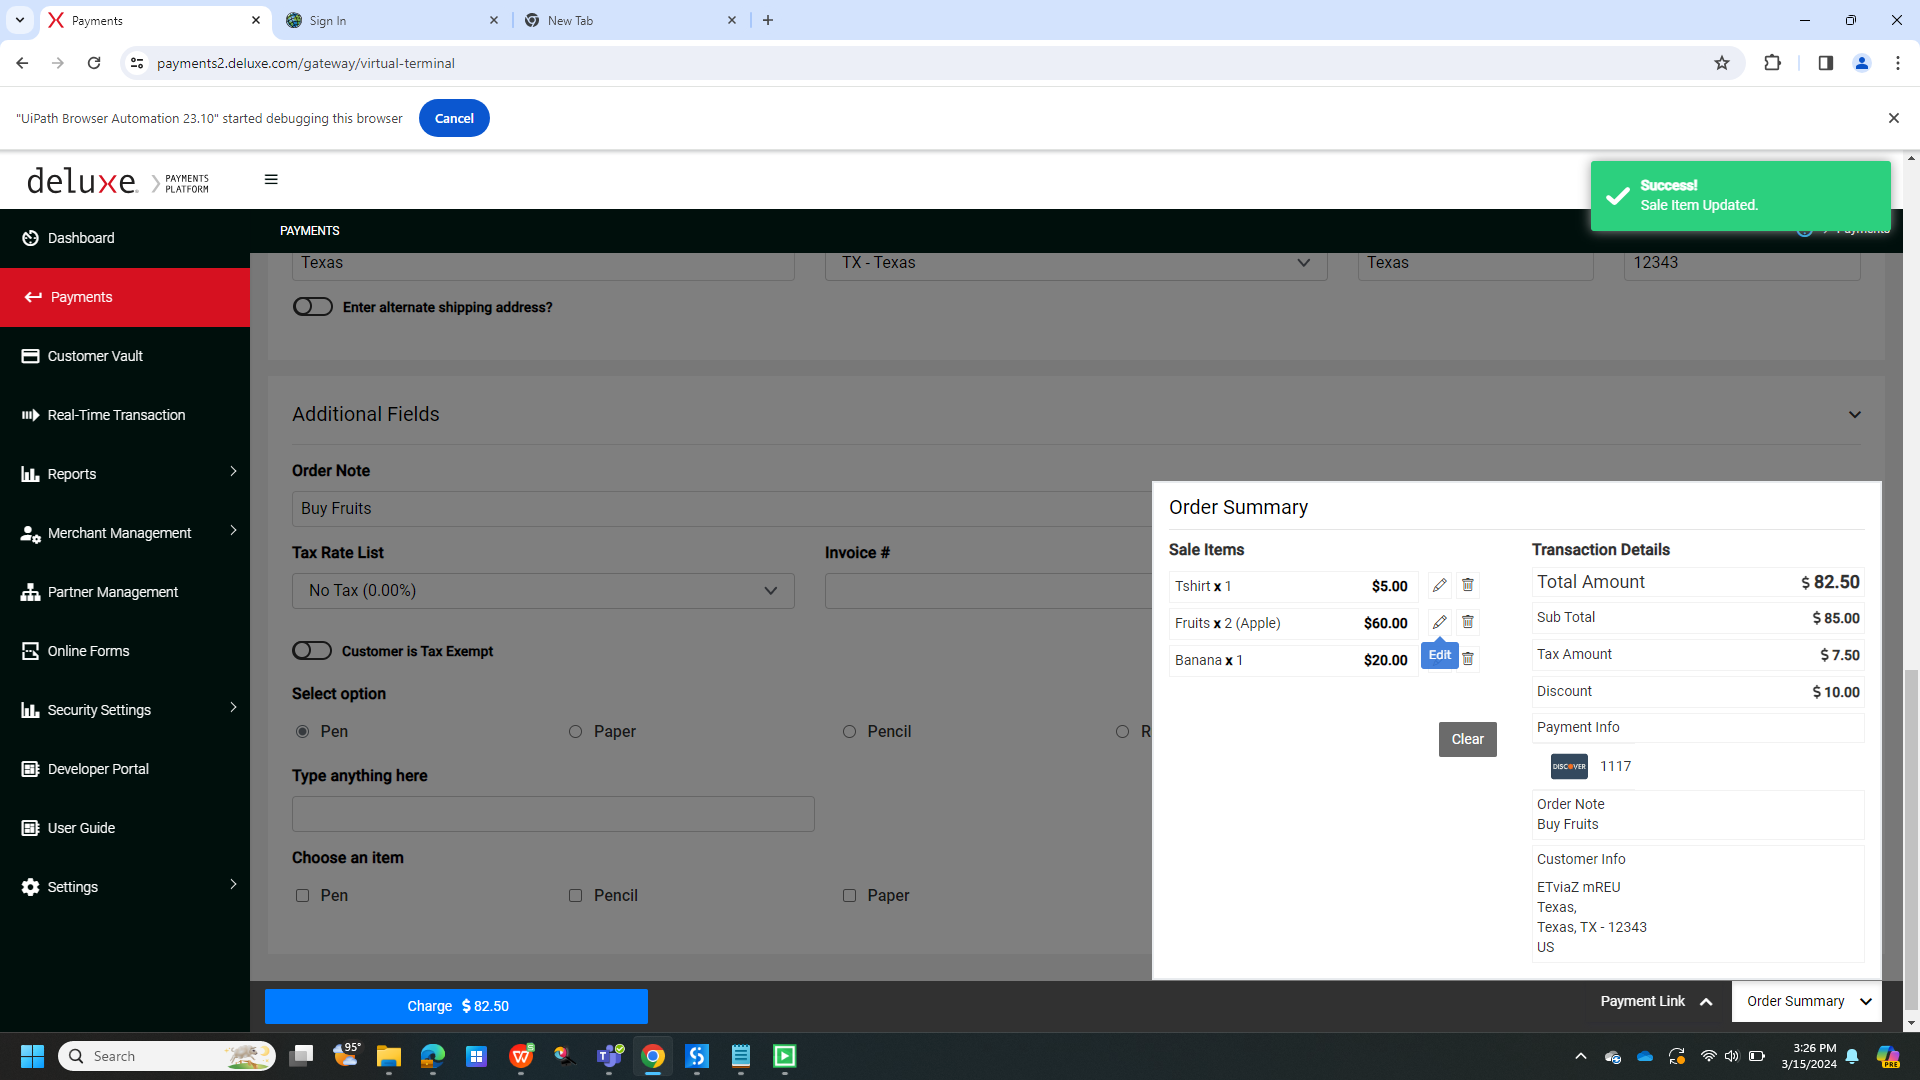 Payments
Sign In
New Tab
payments2.deluxe.com/gateway/virtual-terminal
"UiPath Browser Automation 23.10" started debugging this browser
Cancel
deluxe
PAYMENTS
PLATFORM
Success!
Sale Item Updated.
Dashboard
Payments
Customer Vault
Real-Time Transaction
Reports
Merchant Management
Partner Management
Online Forms
Security Settings
Developer Portal
User Guide
Settings
PAYMENTS
Payments
Texas
TX - Texas
Texas
12343
Enter alternate shipping address?
Additional Fields
Order Note
Buy Fruits
Tax Rate List
Invoice #
No Tax (0.00%)
Customer is Tax Exempt
Select option
Pen
Paper
Pencil
R
Type anything here
Choose an item
Pen
Pencil
Paper
Order Summary
Sale Items
Tshirt x 1 $5.00
Fruits x 2 (Apple) $60.00
Banana x 1 $20.00
Edit
Clear
Transaction Details
Total Amount $ 82.50
Sub Total $ 85.00
Tax Amount $ 7.50
Discount $ 10.00
Payment Info
DISCOVER 1117
Order Note
Buy Fruits
Customer Info
ETviaZ mREU
Texas,
Texas, TX - 12343
US
Charge $ 82.50
Payment Link
Order Summary
Search
95°
3:26 PM
3/15/2024
PRE